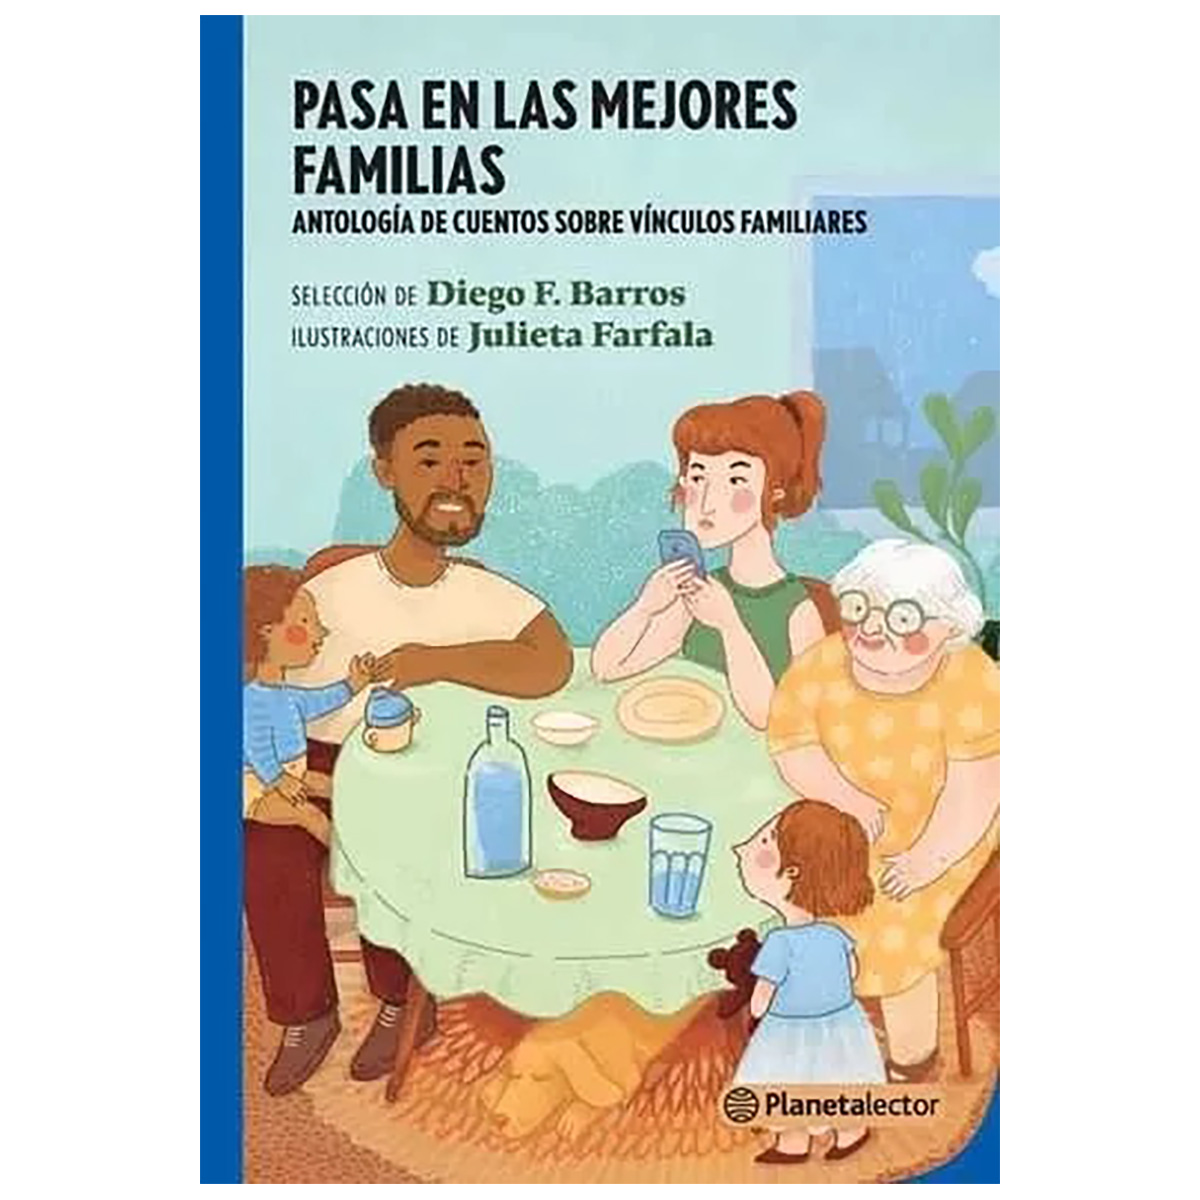 PASA EN LAS MEJORES
FAMILIAS
ANTOLOGÍA DE CUENTOS SOBRE VÍNCULOS FAMILIARES
SELECCIÓN DE Diego F. Barros
ILUSTRACIONES DE Julieta Farfala
Planetalector